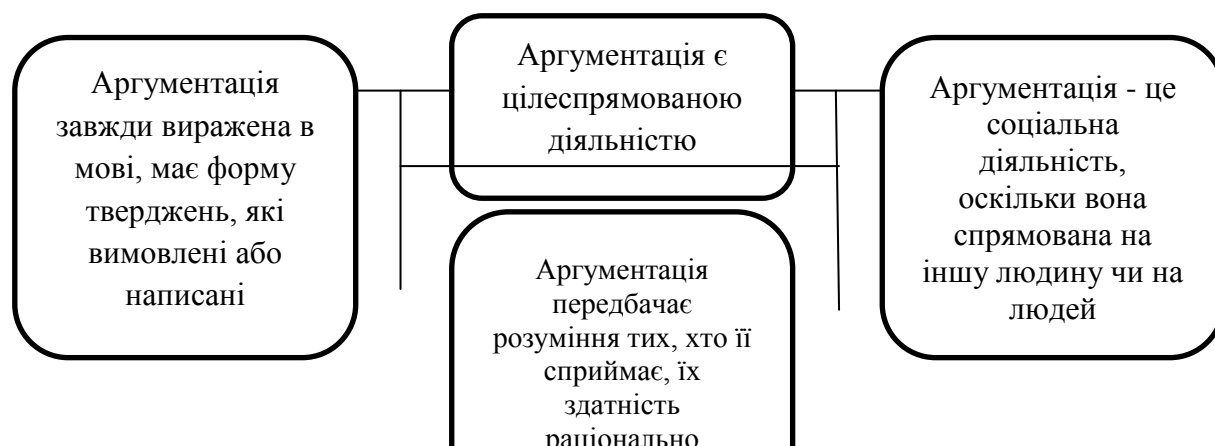 Аргументація
завжди виражена в
мові, має форму
тверджень, які
вимовлені або
написані
Аргументація є
цілеспрямованою
діяльністю
Аргументація
передбачає
розуміння тих, хто її
сприймає, їх
здатність
раціонально
Аргументація - це
соціальна
діяльність,
оскільки вона
спрямована на
іншу людину чи на
людей